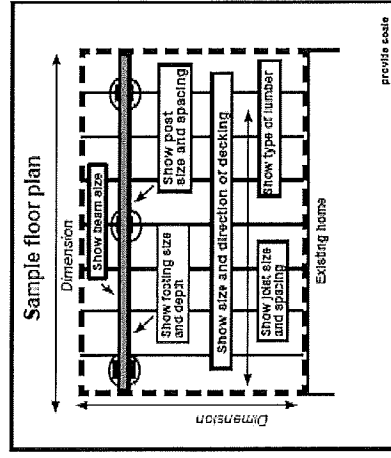 Sample floor plan
Dimension
Show beam size
Show footing size
and depth
Show post
size and spacing
Show size and direction of decking
Show joist size
and spacing
Show type of lumber
Existing home
Dimension
provide scale